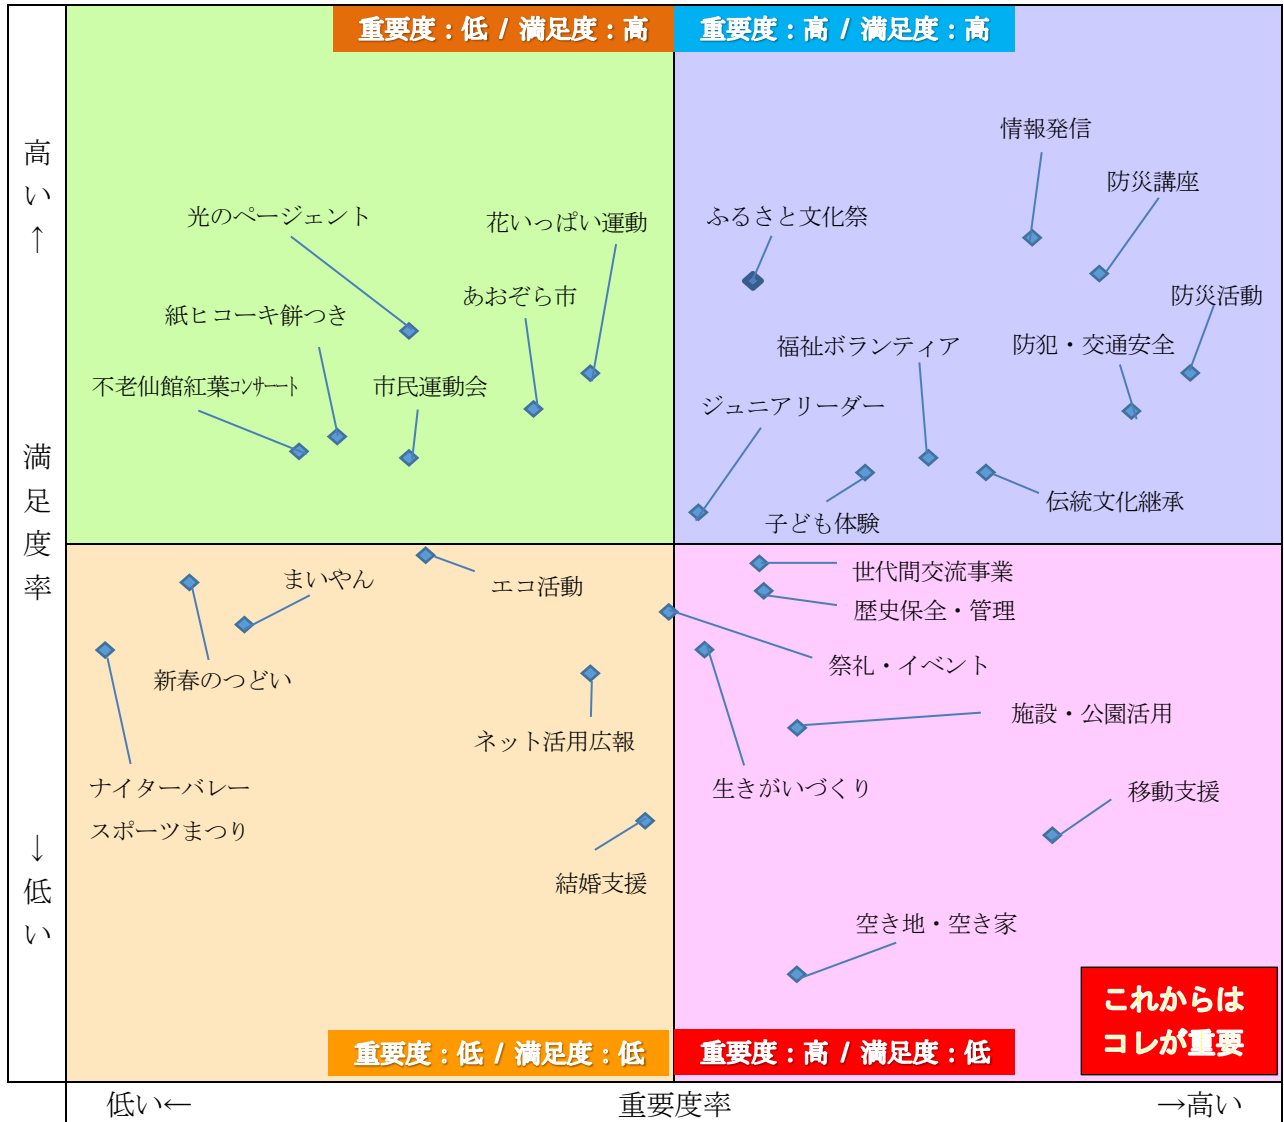 重要度：低 / 満足度：高
重要度：高 / 満足度：高
高い↑
満足度率
↓低い
情報発信
防災講座
光のページェント
花いっぱい運動
ふるさと文化祭
あおぞら市
防災活動
紙ヒコーキ餅つき
福祉ボランティア
防犯・交通安全
不老仙館紅葉コンサート
市民運動会
ジュニアリーダー
伝統文化継承
子ども体験
まいやん
エコ活動
世代間交流事業
歴史保全・管理
新春のつどい
祭礼・イベント
ネット活用広報
施設・公園活用
ナイターバレー
スポーツまつり
生きがいづくり
移動支援
結婚支援
空き地・空き家
これからは
コレが重要
重要度：低 / 満足度：低
重要度：高 / 満足度：低
低い←
重要度率
→高い